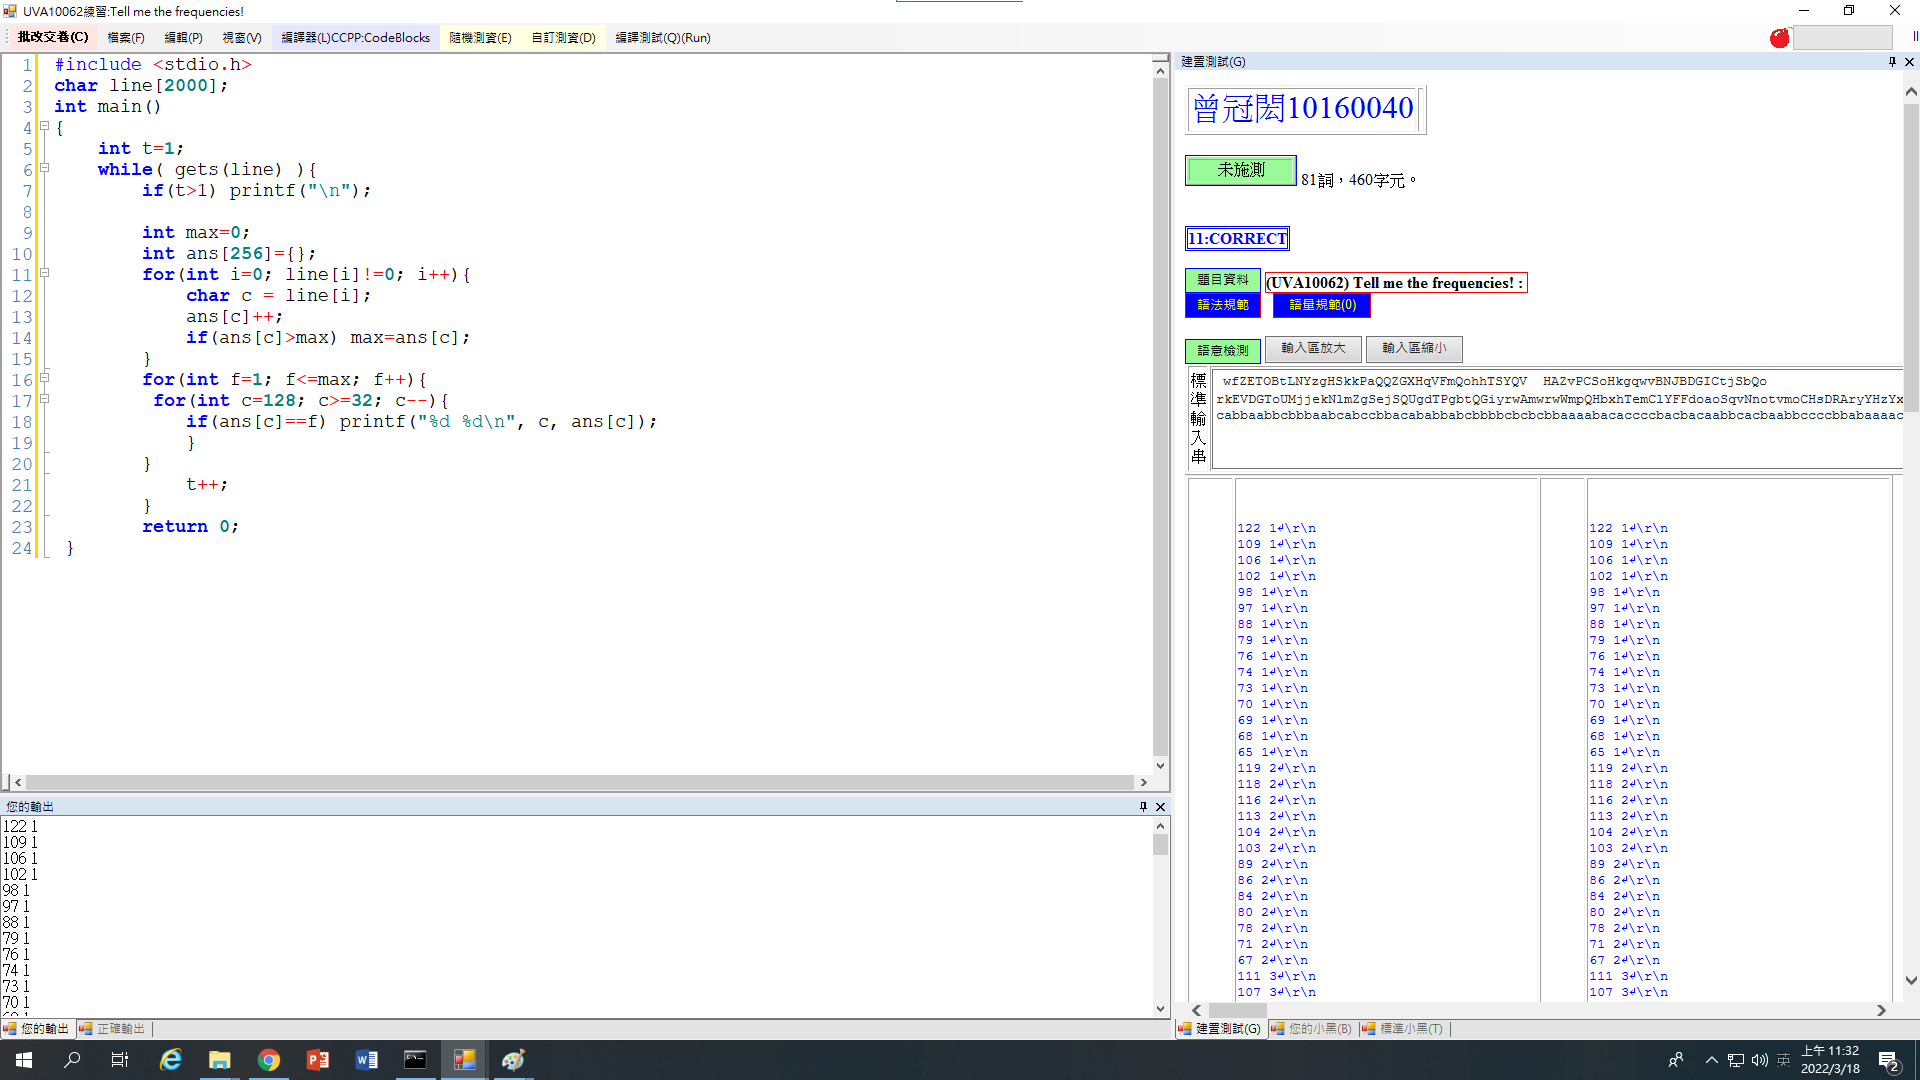 UVA10062練習:Tell me the frequencies!
批改交卷(C) 檔案(F) 編輯(P) 視窗(V) 編譯器(L)CCPP:CodeBlocks 隨機測資(E) 自訂測資(D) 編譯測試(Q)(Run)
1 #include <stdio.h>
2 char line[2000];
3 int main()
4 {
5 int t=1;
6 while( gets(line) ){
7 if(t>1) printf("\n");
8
9 int max=0;
10 int ans[256]={};
11 for(int i=0; line[i]!=0; i++){
12 char c = line[i];
13 ans[c]++;
14 if(ans[c]>max) max=ans[c];
15 }
16 for(int f=1; f<=max; f++){
17 for(int c=128; c>=32; c--){
18 if(ans[c]==f) printf("%d %d\n", c, ans[c]);
19 }
20 }
21 t++;
22 }
23 return 0;
24 }
您的輸出
122 1
109 1
106 1
102 1
98 1
97 1
88 1
79 1
76 1
74 1
73 1
70 1
您的輸出 正確輸出
建置測試(G)
曾冠閎10160040
未施測 81詞，460字元。
11:CORRECT
題目資料 (UVA10062) Tell me the frequencies! :
語法規範 語量規範(0)
語意檢測 輸入區放大 輸入區縮小
標準輸入串
wfZETOBtLNYzgHSkkPaQQZGXHqVFmQohhTSYQV HAZvPCSoHkgqwvBNJBDGICtjSbQo
rkEVDGToUMjjekNlmZgSejSQUgdTPgbtQGiyrwAmwrwWmpQHbxhTemClYFFdoaoSqvNnotvmoCHsDRAryYHzYx
122 1↲\r\n 122 1↲\r\n
109 1↲\r\n 109 1↲\r\n
106 1↲\r\n 106 1↲\r\n
102 1↲\r\n 102 1↲\r\n
98 1↲\r\n 98 1↲\r\n
97 1↲\r\n 97 1↲\r\n
88 1↲\r\n 88 1↲\r\n
79 1↲\r\n 79 1↲\r\n
76 1↲\r\n 76 1↲\r\n
74 1↲\r\n 74 1↲\r\n
73 1↲\r\n 73 1↲\r\n
70 1↲\r\n 70 1↲\r\n
69 1↲\r\n 69 1↲\r\n
68 1↲\r\n 68 1↲\r\n
65 1↲\r\n 65 1↲\r\n
119 2↲\r\n 119 2↲\r\n
118 2↲\r\n 118 2↲\r\n
116 2↲\r\n 116 2↲\r\n
113 2↲\r\n 113 2↲\r\n
104 2↲\r\n 104 2↲\r\n
103 2↲\r\n 103 2↲\r\n
89 2↲\r\n 89 2↲\r\n
86 2↲\r\n 86 2↲\r\n
84 2↲\r\n 84 2↲\r\n
80 2↲\r\n 80 2↲\r\n
78 2↲\r\n 78 2↲\r\n
71 2↲\r\n 71 2↲\r\n
67 2↲\r\n 67 2↲\r\n
111 3↲\r\n 111 3↲\r\n
107 3↲\r\n 107 3↲\r\n
建置測試(G) 您的小黑(B) 標準小黑(T)
英
上午 11:32
2022/3/18
2